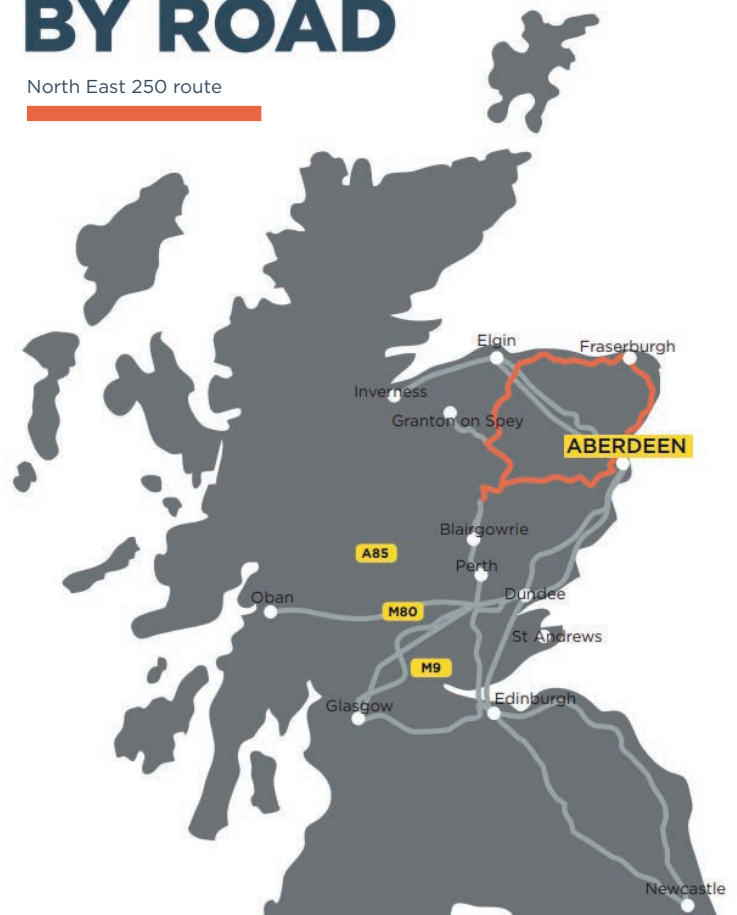 BY ROAD
North East 250 route
Elgin
Fraserburgh
Inverness
Granton on Spey
ABERDEEN
Blairgowrie
A85
Perth
Dundee
Oban
M80
St Andrews
M9
Edinburgh
Glasgow
Newcastle